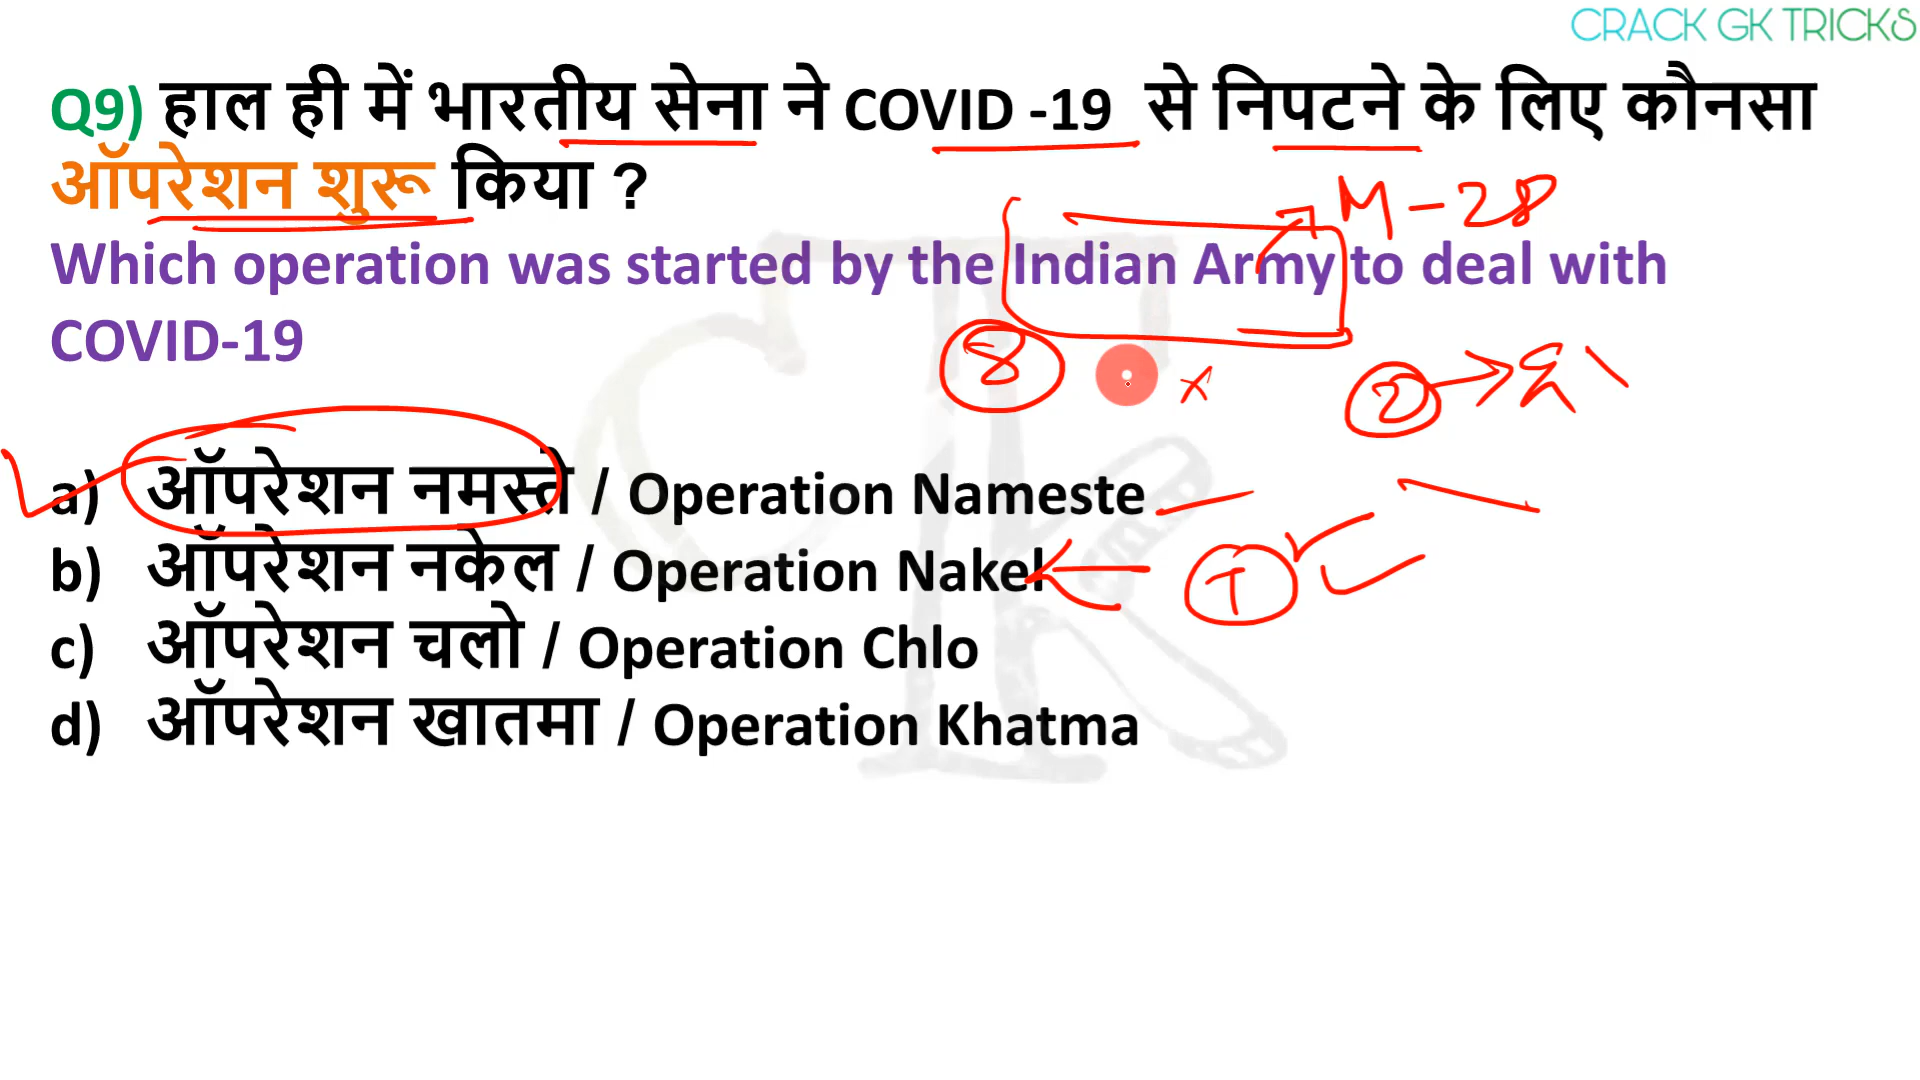 CRACK GK TRICKS
Q9) हाल ही में भारतीय सेना ने COVID -19 से निपटने के लिए कौनसा
ऑपरेशन शुरू किया ?
M-28
Which operation was started by the Indian Army to deal with
COVID-19
8
x
2
a) ऑपरेशन नमस्ते / Operation Nameste
b) ऑपरेशन नकेल / Operation Nakel
T
c) ऑपरेशन चलो / Operation Chlo
d) ऑपरेशन खातमा / Operation Khatma